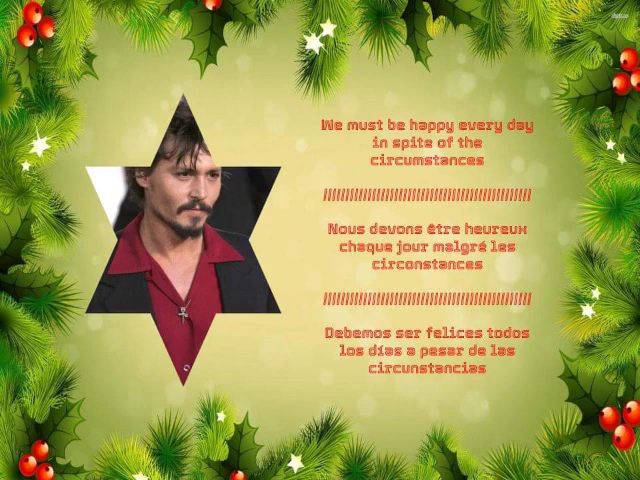 We must be happy every day
in spite of the
circumstances
Nous devons être heureux
chaque jour malgré les
circonstances
Debemos ser felices todos
los días a pesar de las
circunstancias